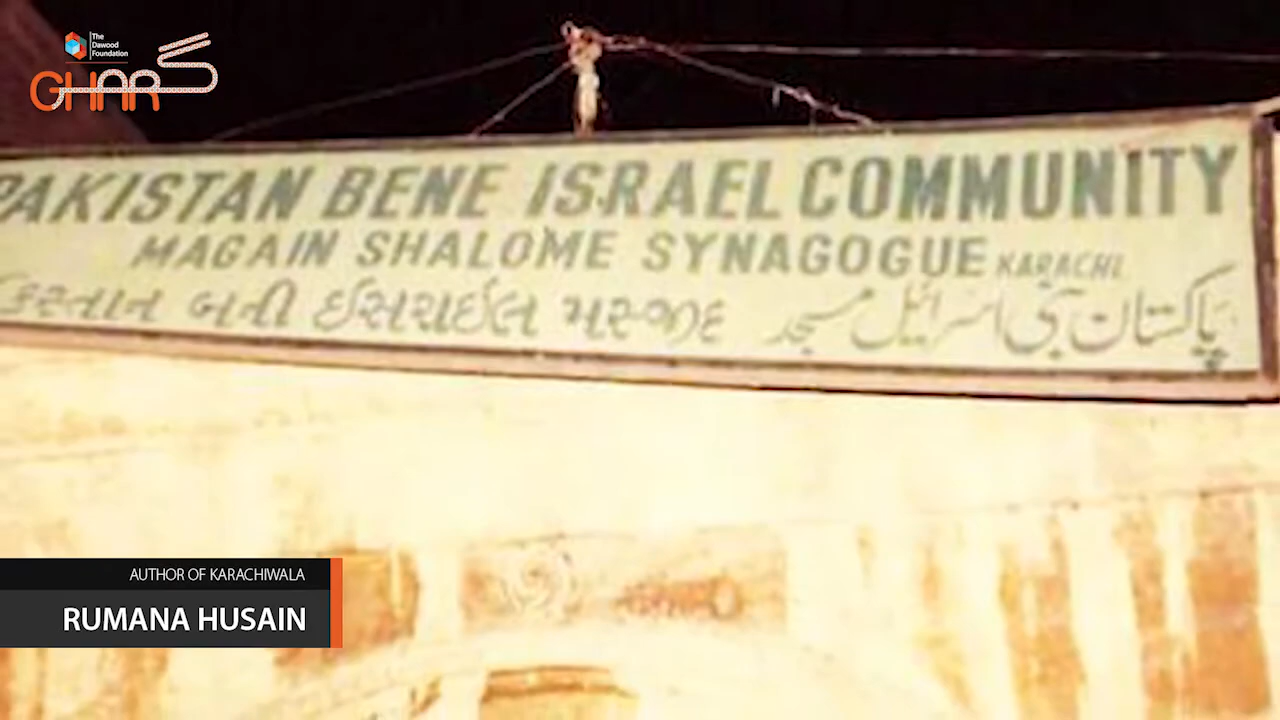 The
Dawood
Foundation
GHAR
PAKISTAN BENE ISRAEL COMMUNITY
MAGAIN SHALOME SYNAGOGUE KARACHI
બની ઈસરાઈલ મસ્જીદ پاکستان بنی اسرائیل مسجد
AUTHOR OF KARACHIWALA
RUMANA HUSAIN